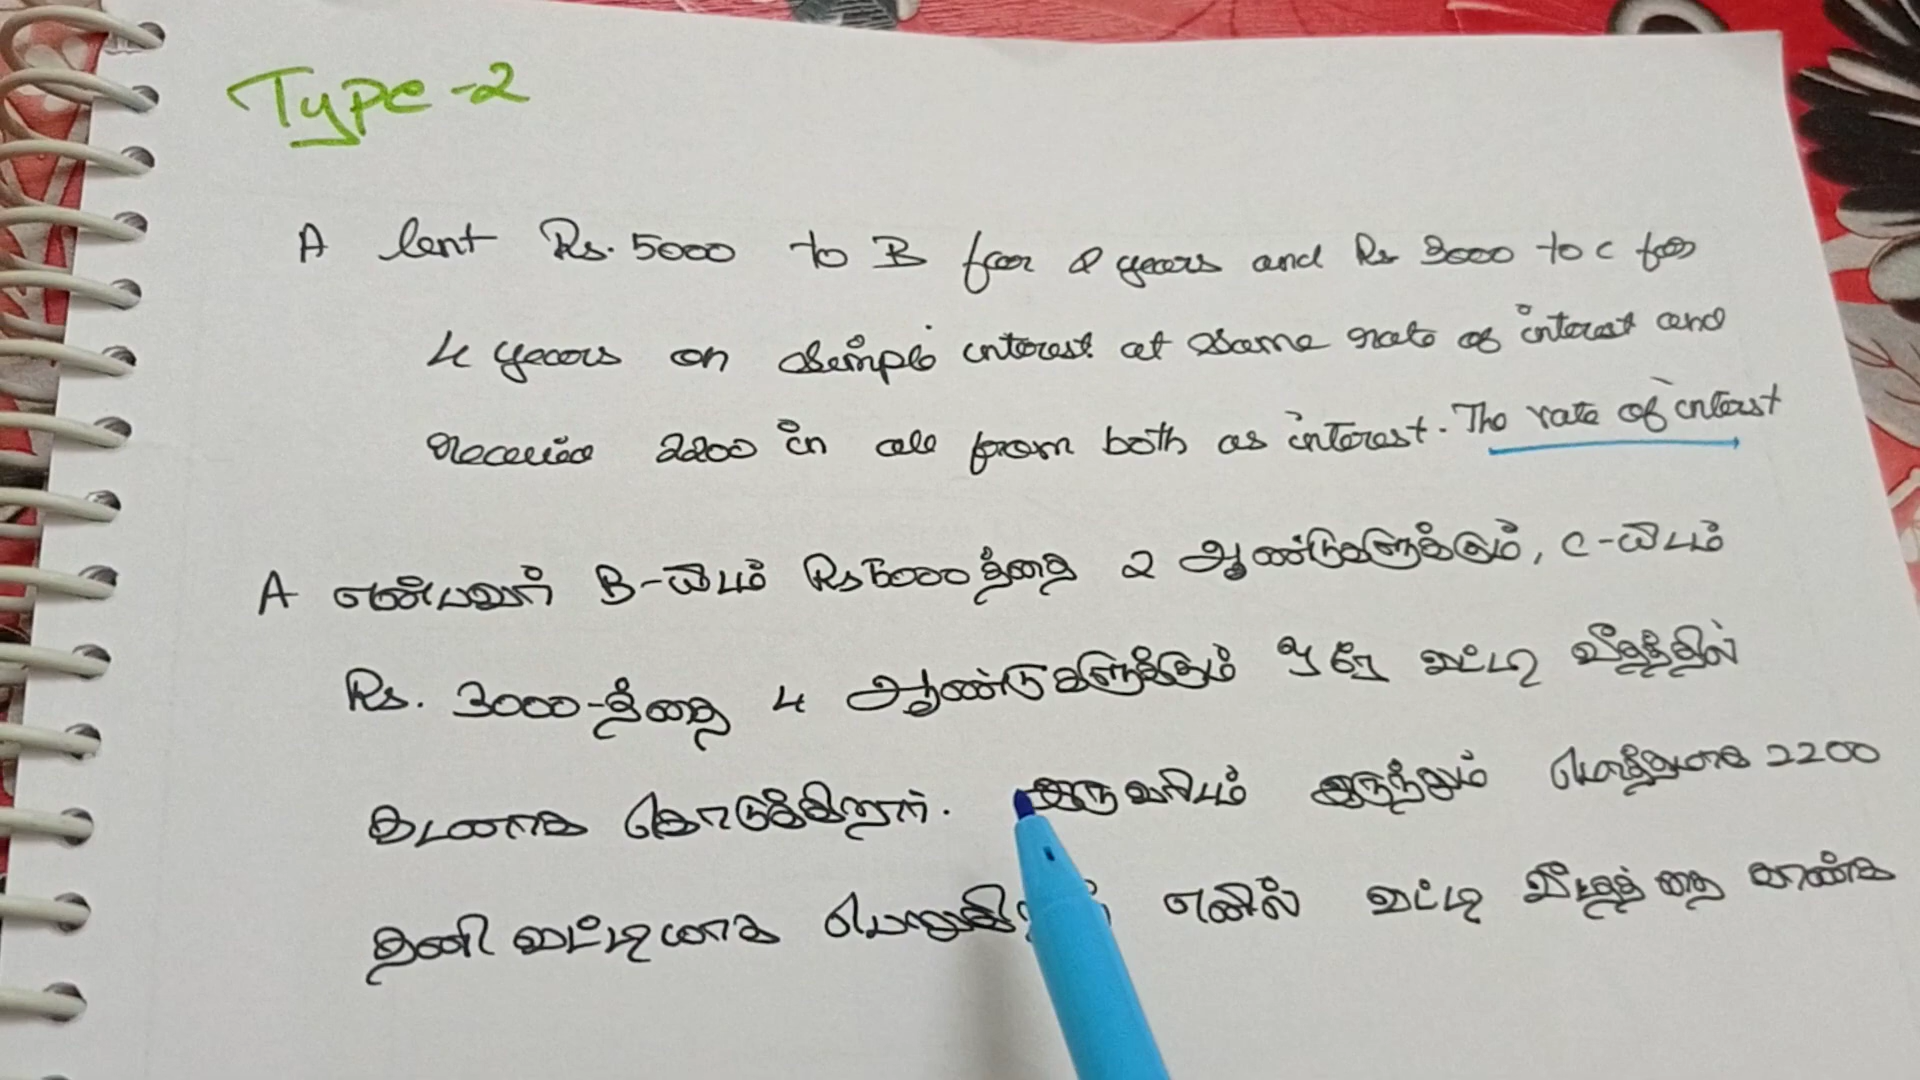 Type-2
A lent Rs. 5000 to B for 2 years and Rs 3000 to C for
4 years on simple interest at same rate of interest and
receive 2200 in all from both as interest. The rate of interest
A என்பவர் B-யிடம் Rs 5000 த்தை 2 ஆண்டுகளுக்கும், C-யிடம்
Rs. 3000-த்தை 4 ஆண்டுகளுக்கும் ஒரே வட்டி வீதத்தில்
கடனாக கொடுக்கிறார். இருவரிடம் இருந்தும் மொத்தமாக 2200
தனி வட்டியாக எனில் வட்டி வீதத்தை காண்க